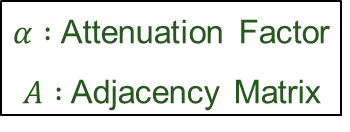 𝛼 : Attenuation Factor
𝐴 : Adjacency Matrix